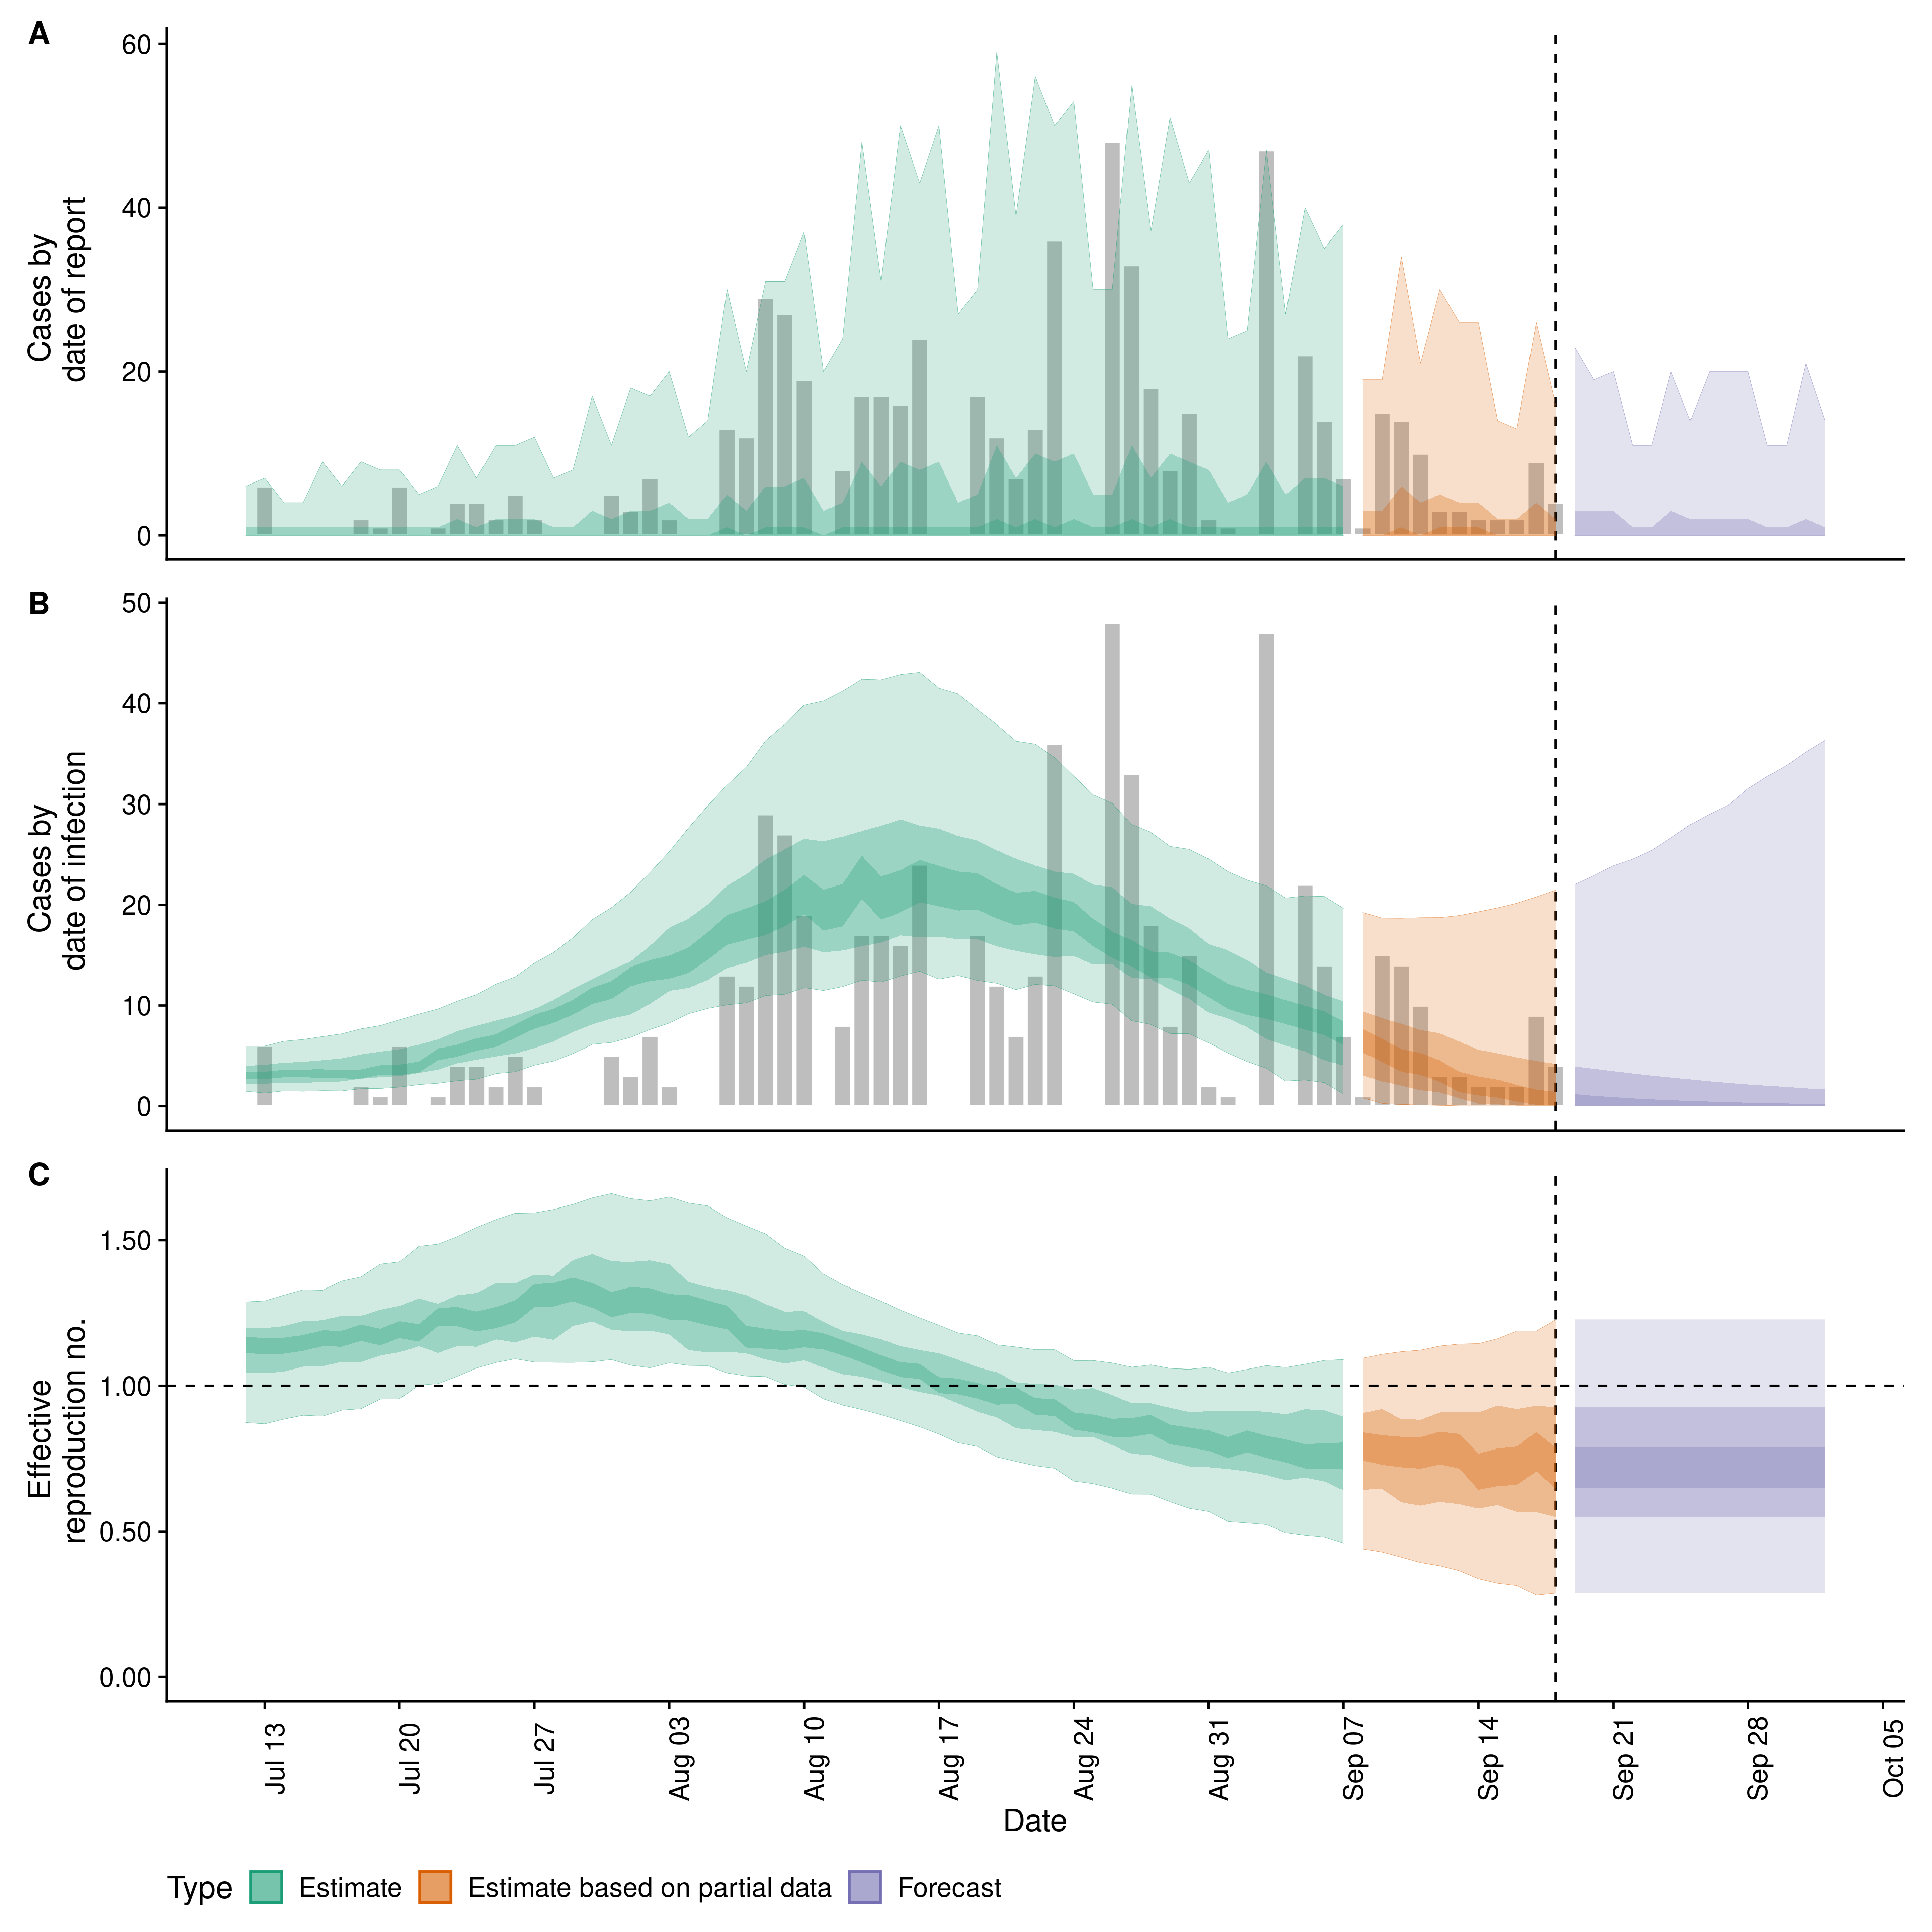 A
60
40
20
0
Cases by
date of report
B
50
40
30
20
10
0
Cases by
date of infection
C
1.50
1.00
0.50
0.00
Effective
reproduction no.
Jul 13
Jul 20
Jul 27
Aug 03
Aug 10
Aug 17
Aug 24
Aug 31
Sep 07
Sep 14
Sep 21
Sep 28
Oct 05
Date
Type Estimate Estimate based on partial data Forecast